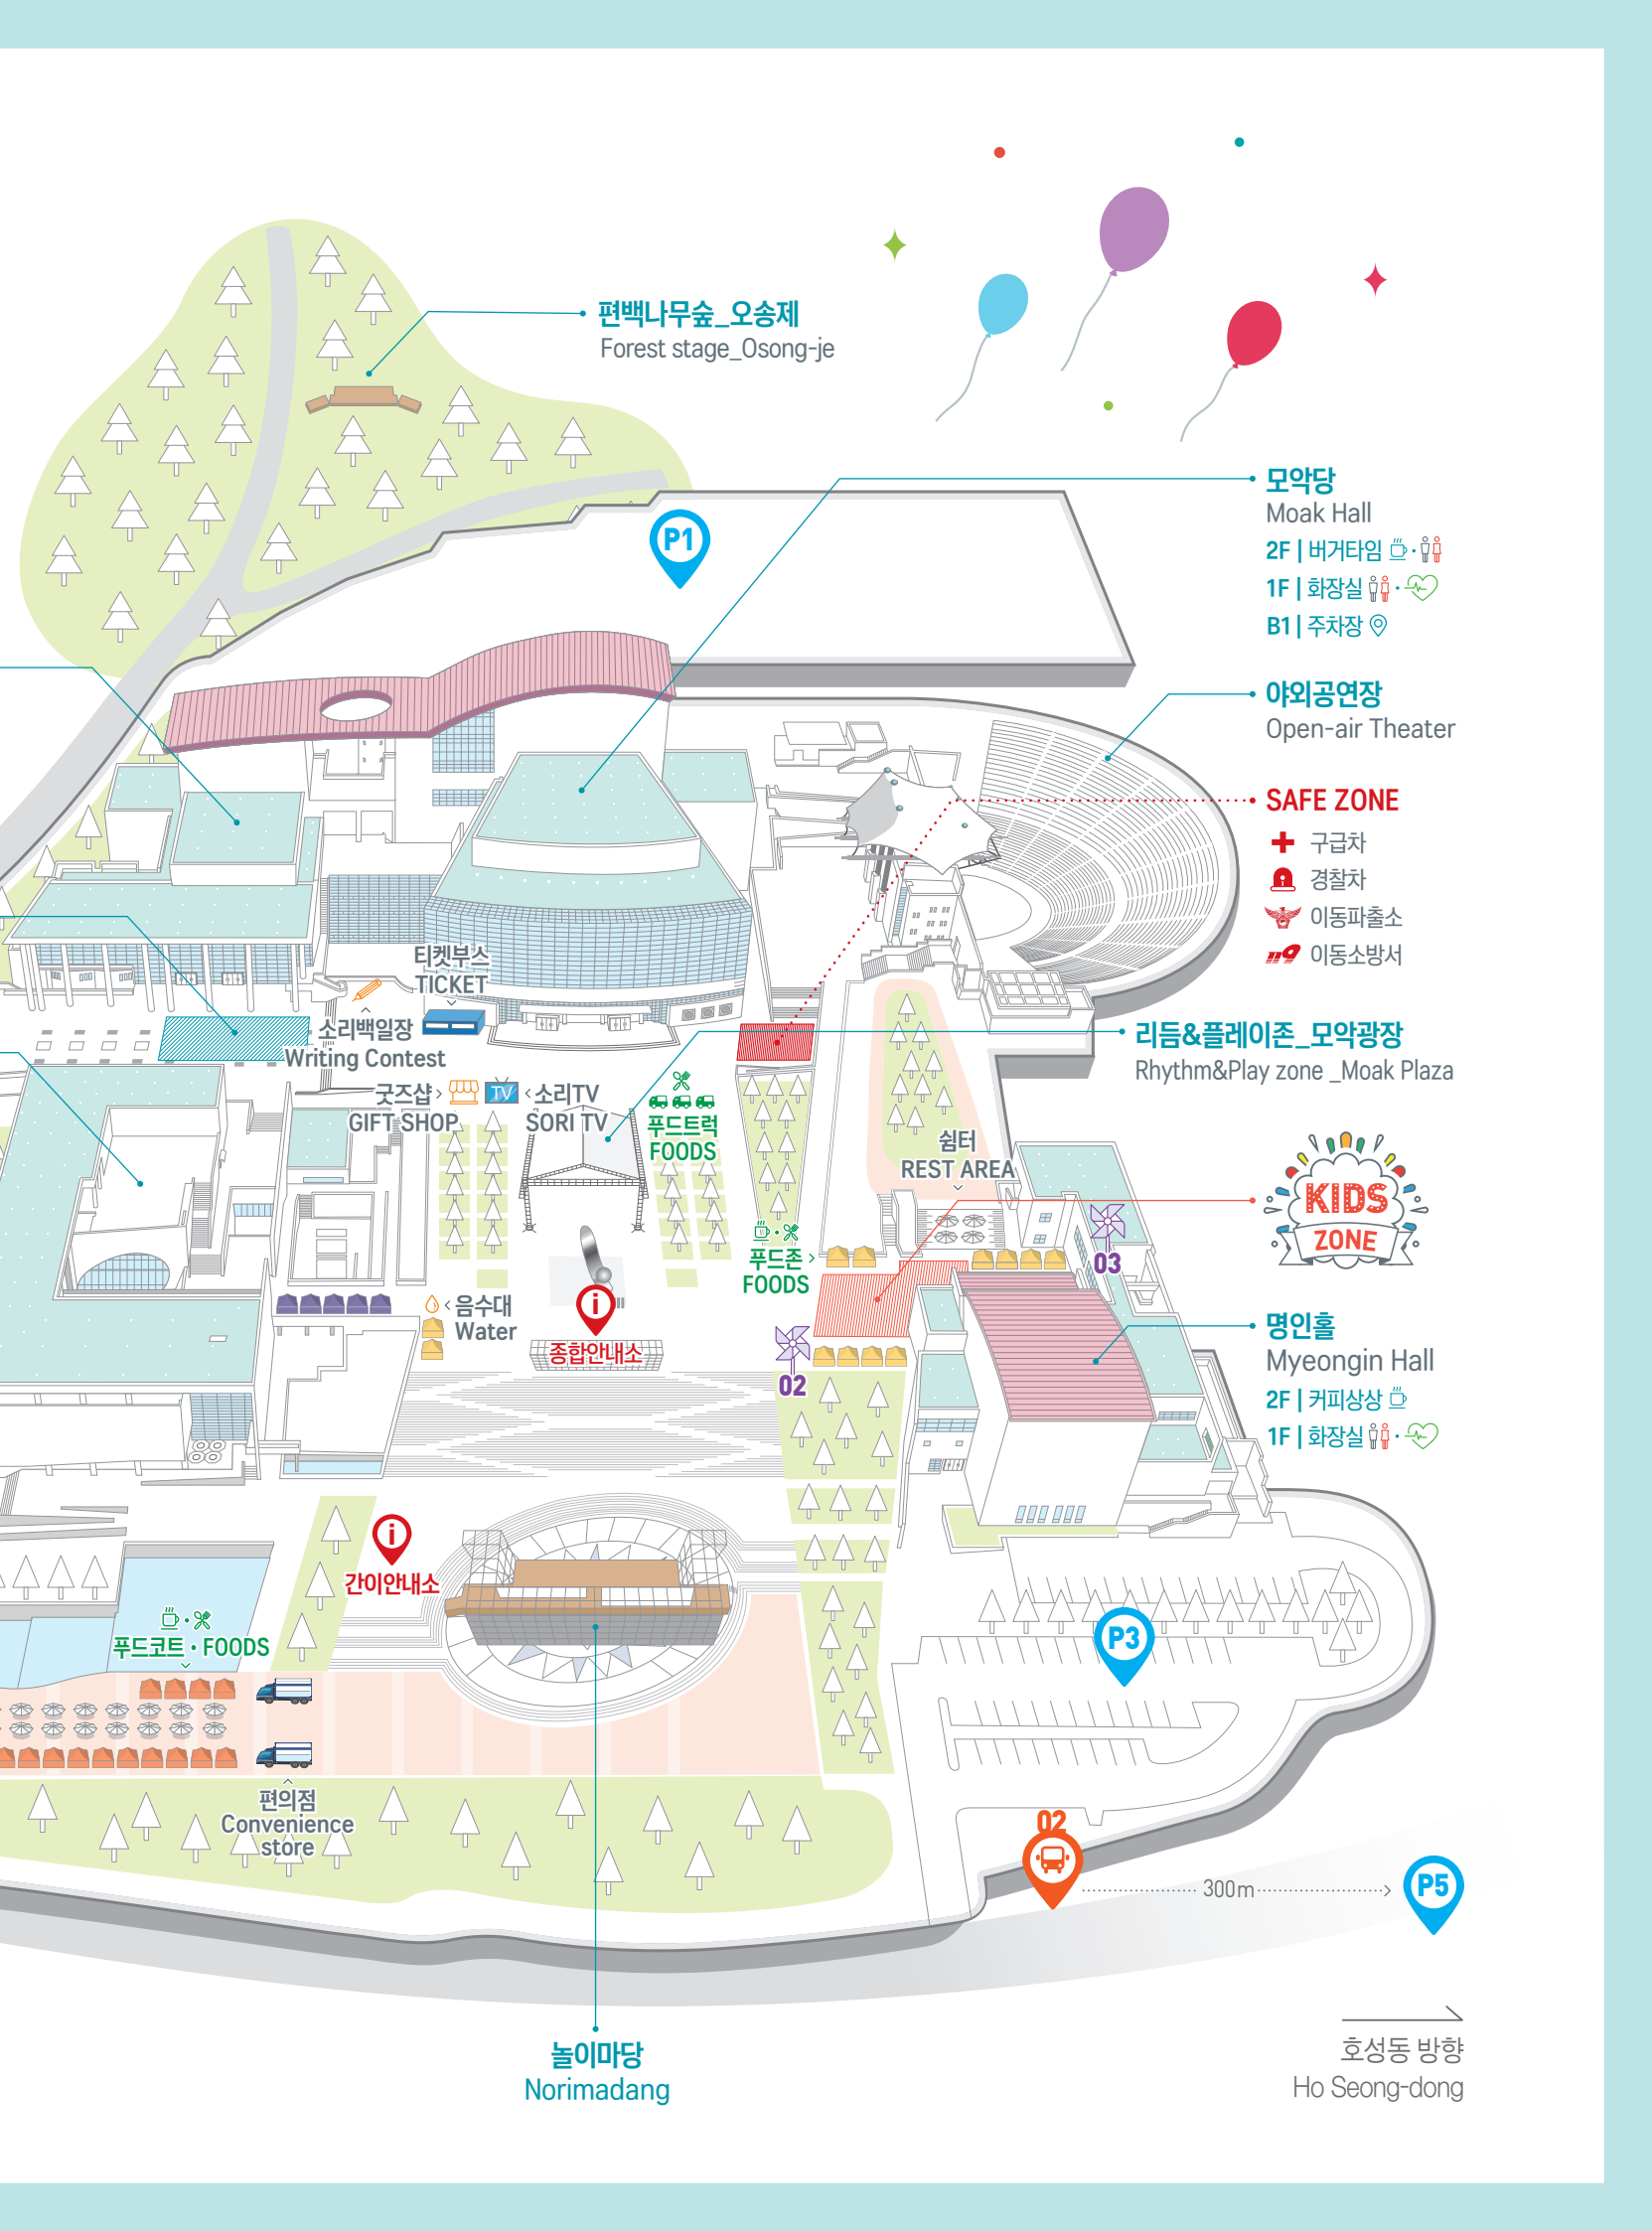 편백나무숲_오송제
Forest stage_Osong-je
P1
모악당
Moak Hall
2F | 버거타임
1F | 화장실
B1 | 주차장
야외공연장
Open-air Theater
SAFE ZONE
구급차
경찰차
이동파출소
119 이동소방서
티켓부스
TICKET
소리백일장
Writing Contest
리듬&플레이존_모악광장
Rhythm&Play zone _Moak Plaza
굿즈샵
GIFT SHOP
TV
소리TV
SORI TV
푸드트럭
FOODS
쉼터
REST AREA
KIDS
ZONE
푸드존
FOODS
03
음수대
Water
i
종합안내소
02
명인홀
Myeongin Hall
2F | 커피상상
1F | 화장실
i
간이안내소
푸드코트 • FOODS
P3
편의점
Convenience
store
02
300m
P5
놀이마당
Norimadang
호성동 방향
Ho Seong-dong